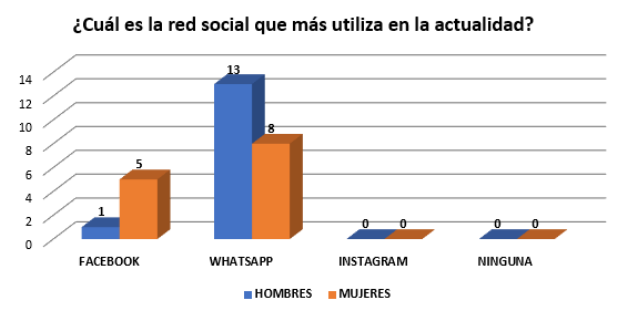 ¿Cuál es la red social que más utiliza en la actualidad?
14
12
10
8
6
4
2
0
1
5
13
8
0
0
0
0
FACEBOOK
WHATSAPP
INSTAGRAM
NINGUNA
HOMBRES
MUJERES